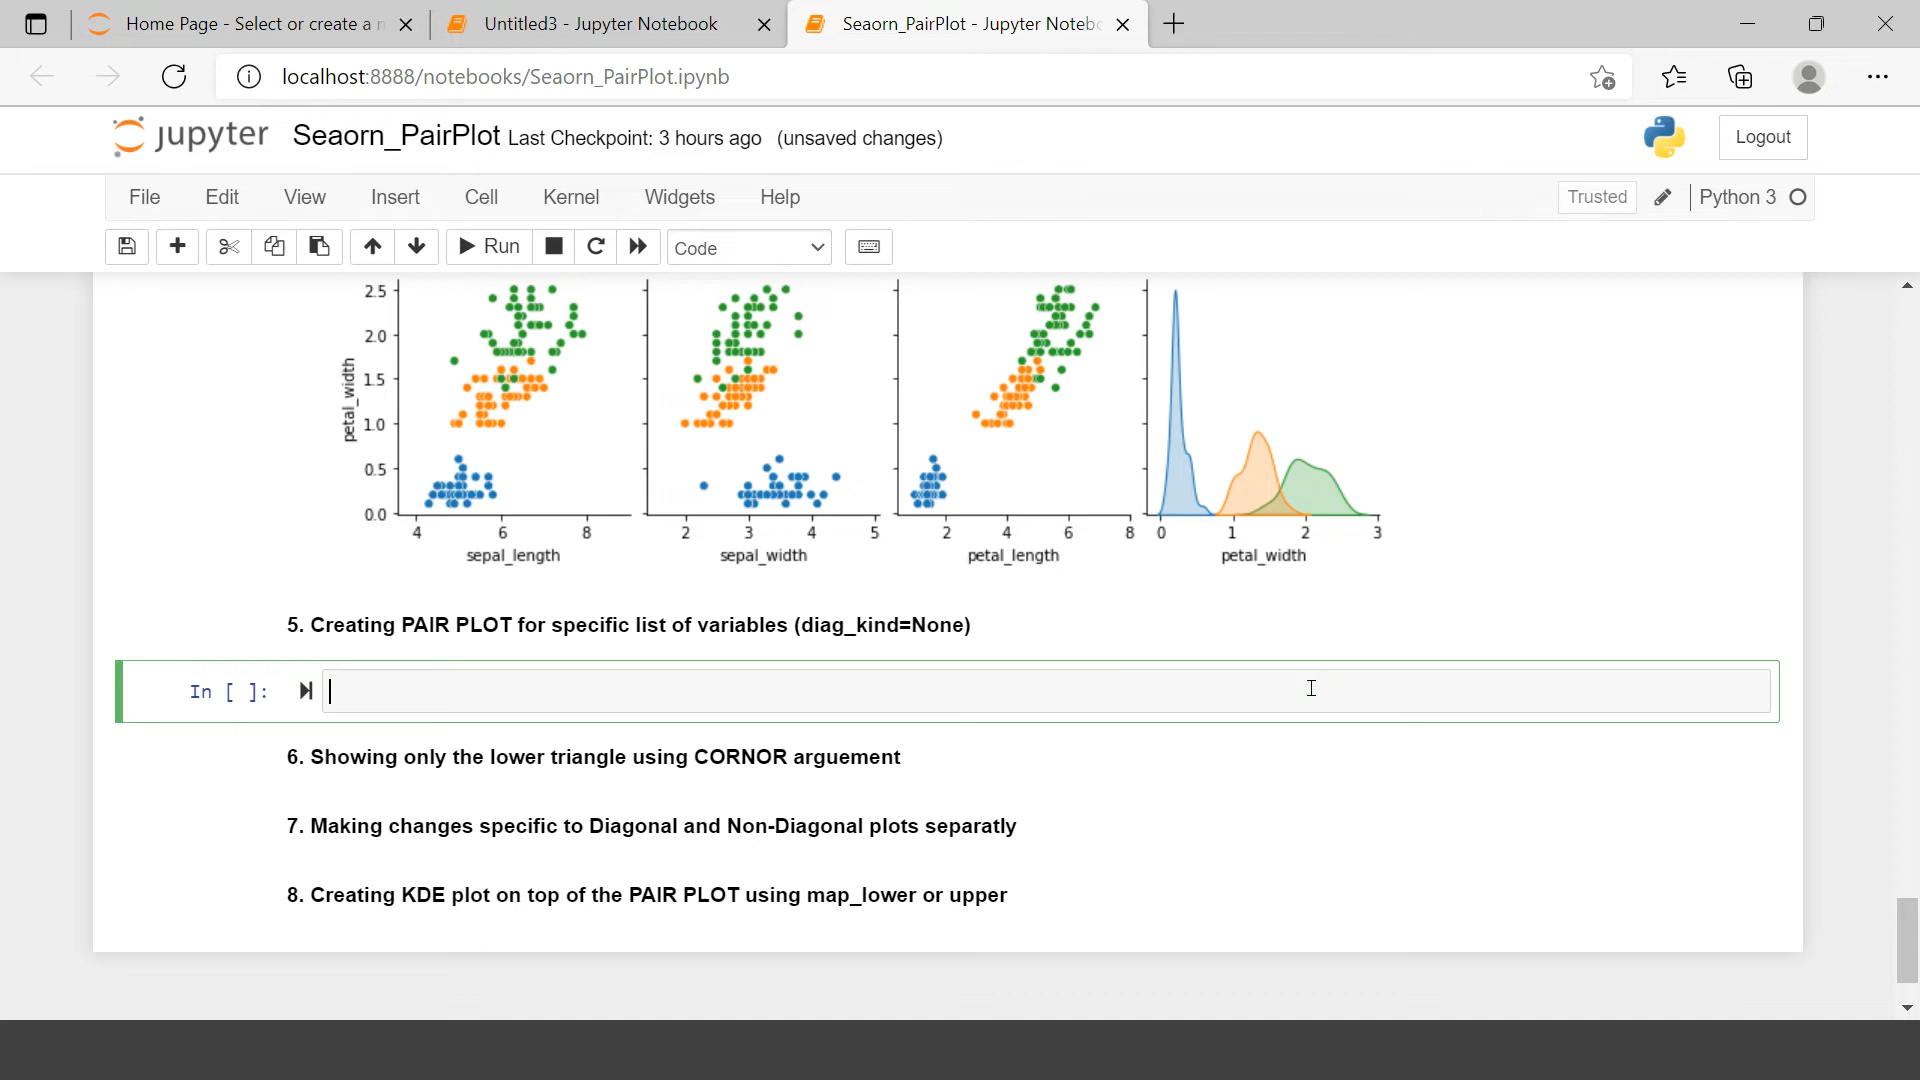 Home Page - Select or create a n
Untitled3 - Jupyter Notebook
Seaorn_PairPlot - Jupyter Notebo
localhost:8888/notebooks/Seaorn_PairPlot.ipynb
jupyter Seaorn_PairPlot Last Checkpoint: 3 hours ago (unsaved changes)
Logout
File Edit View Insert Cell Kernel Widgets Help
Trusted Python 3
Run
Code
2.5
2.0
1.5
1.0
0.5
0.0
petal_width
4 6 8 2 3 4 5 2 4 6 8 0 1 2 3
sepal_length sepal_width petal_length petal_width
5. Creating PAIR PLOT for specific list of variables (diag_kind=None)
In [ ]:
6. Showing only the lower triangle using CORNOR arguement
7. Making changes specific to Diagonal and Non-Diagonal plots separatly
8. Creating KDE plot on top of the PAIR PLOT using map_lower or upper